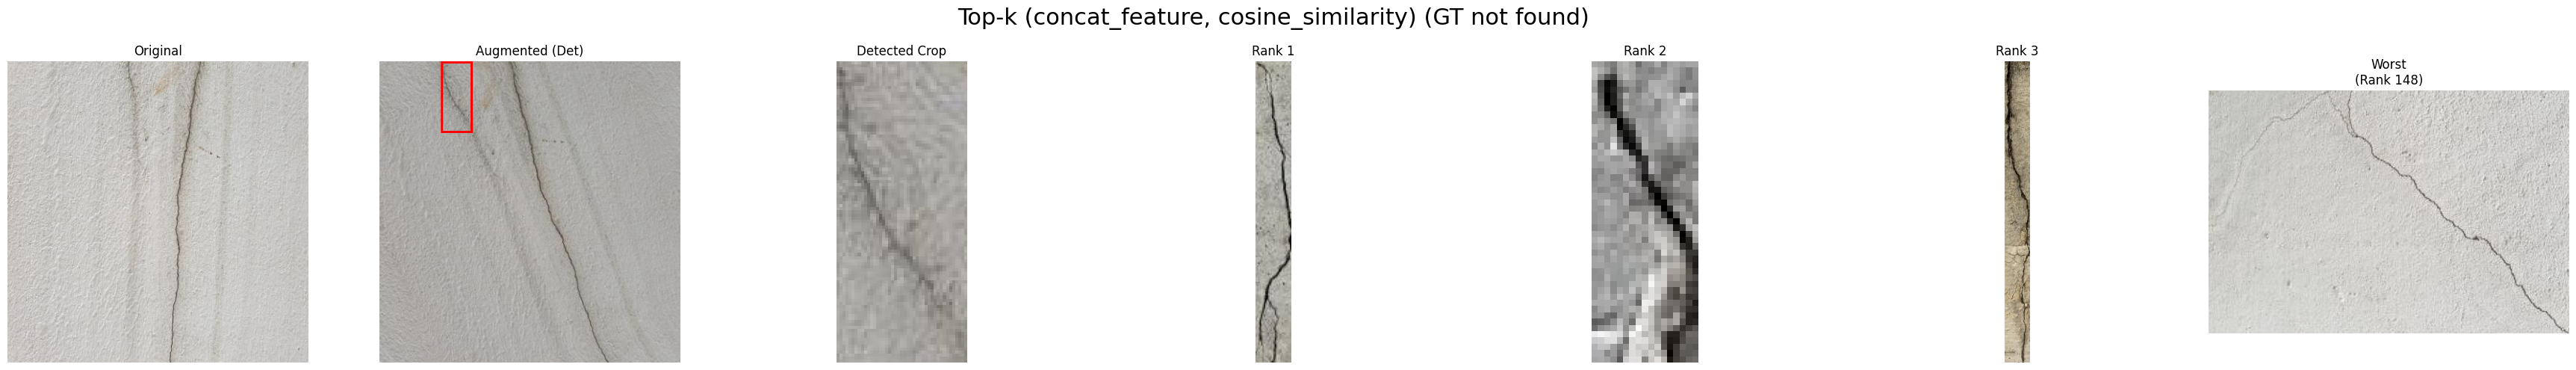 Top-k (concat_feature, cosine_similarity) (GT not found)
Original
Augmented (Det)
Detected Crop
Rank 1
Rank 2
Rank 3
Worst
(Rank 148)